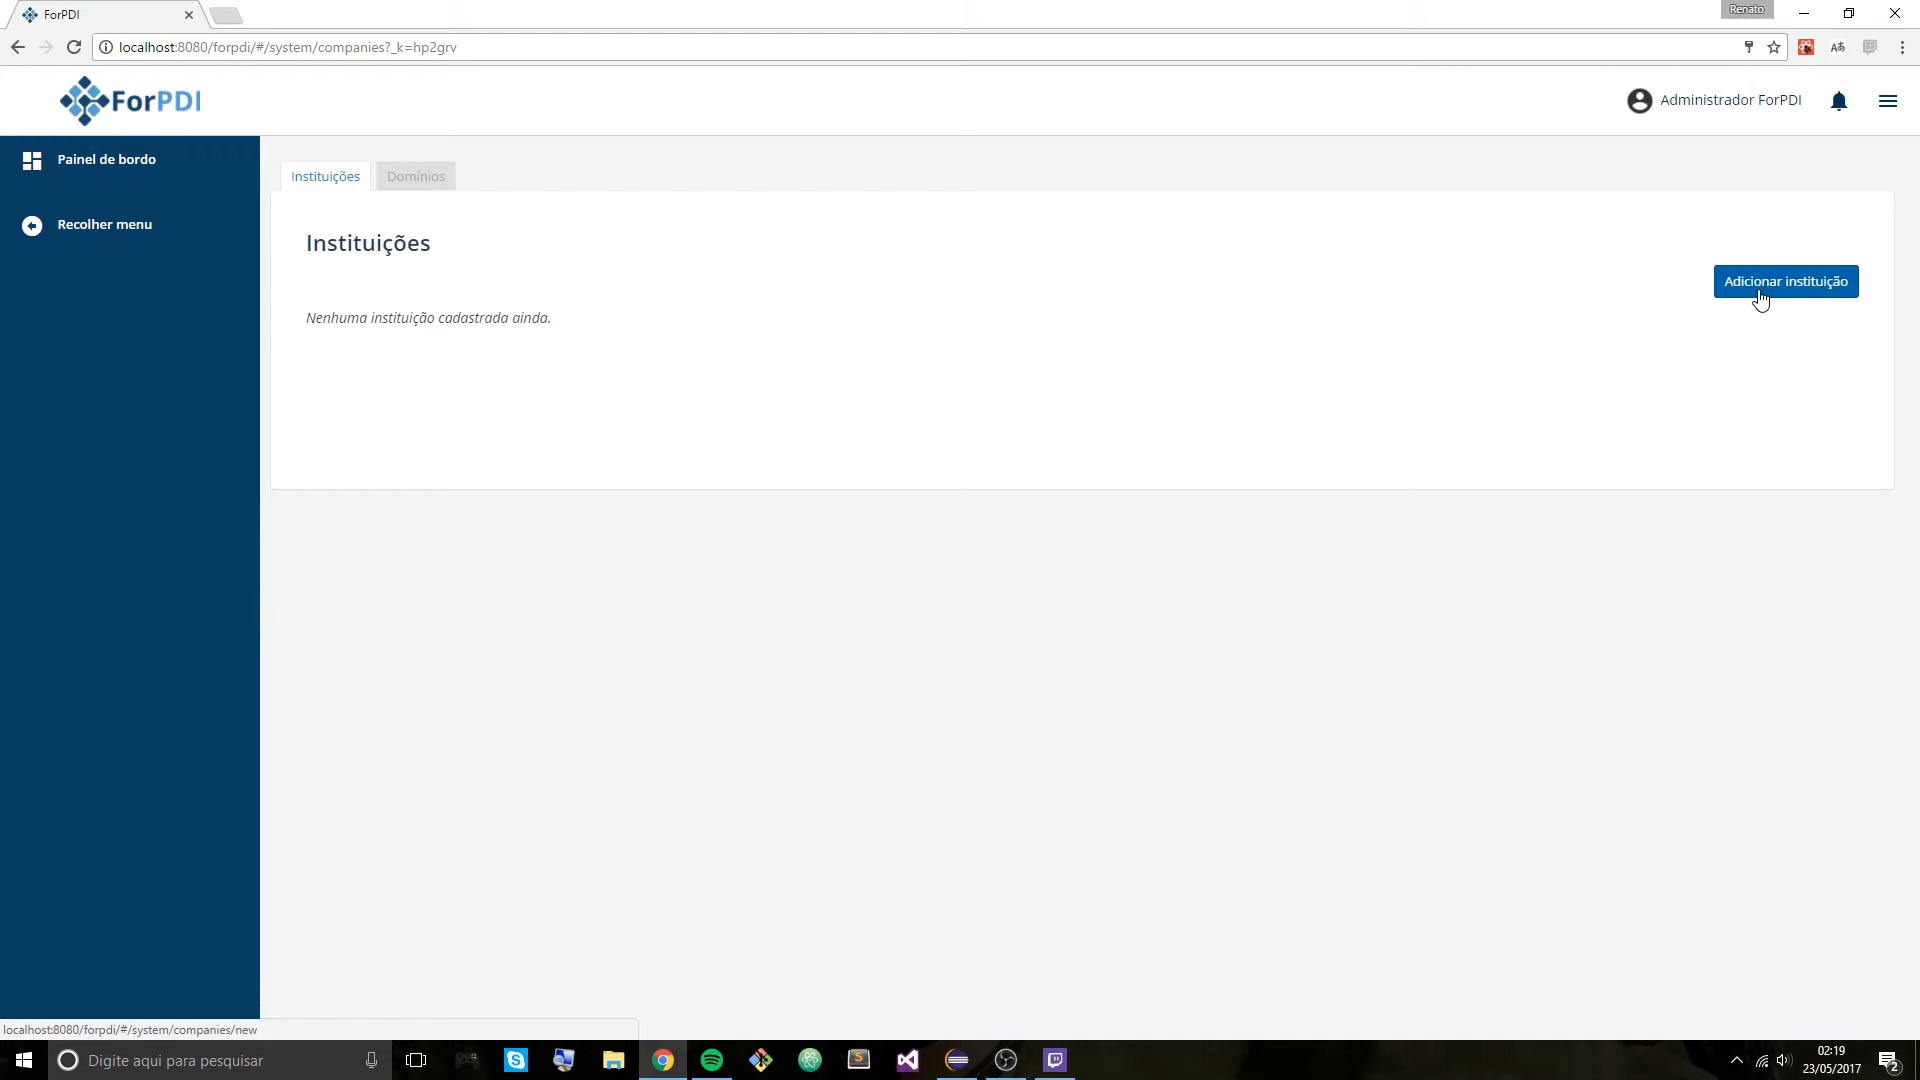 ForPDI
Renato
localhost:8080/forpdi/#/system/companies?_k=hp2grv
ForPDI
Administrador ForPDI
Painel de bordo
Recolher menu
Instituições
Domínios
Instituições
Adicionar instituição
Nenhuma instituição cadastrada ainda.
localhost:8080/forpdi/#/system/companies/new
Digite aqui para pesquisar
02:19
23/05/2017
2